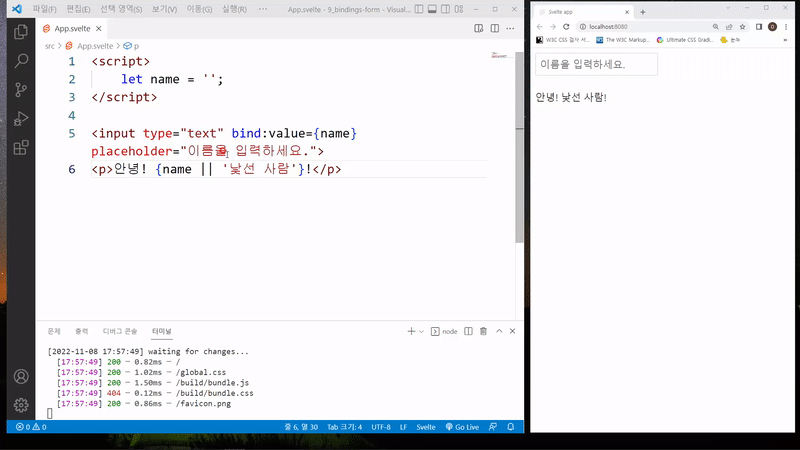 파일(F) 편집(E) 선택 영역(S) 보기(V) 이동(G) 실행(R) ··· App.svelte - 9_bindings-form - Visual...
App.svelte
src > App.svelte > p
1 <script>
2 let name = '';
3 </script>
4
5 <input type="text" bind:value={name}
placeholder="이름을 입력하세요.">
6 <p>안녕! {name || '낯선 사람'}!</p>
문제 출력 디버그 콘솔 터미널
node
[2022-11-08 17:57:49] waiting for changes...
[17:57:49] 200 – 0.82ms – /
[17:57:49] 200 – 1.02ms – /global.css
[17:57:49] 200 – 1.50ms – /build/bundle.js
[17:57:49] 404 – 0.12ms – /build/bundle.css
[17:57:49] 200 – 0.86ms – /favicon.png
0 0 줄 6, 열 30 Tab 크기: 4 UTF-8 LF Svelte Go Live
Svelte app
localhost:8080
W3C CSS 검사 서... The W3C Markup... Ultimate CSS Gradi... 눈누
이름을 입력하세요.
안녕! 낯선 사람!